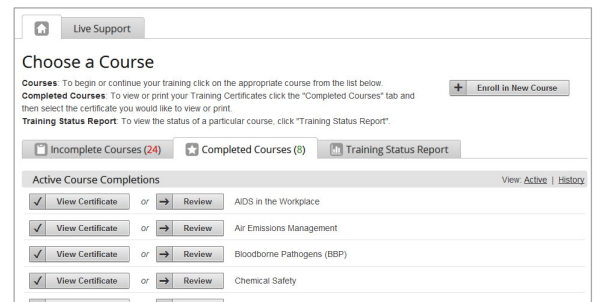 Live Support
Choose a Course
Courses: To begin or continue your training click on the appropriate course from the list below.
Completed Courses: To view or print your Training Certificates click the "Completed Courses" tab and
then select the certificate you would like to view or print.
Training Status Report: To view the status of a particular course, click "Training Status Report".
+ Enroll in New Course
Incomplete Courses (24) Completed Courses (8) Training Status Report
Active Course Completions View: Active | History
View Certificate or Review AIDS in the Workplace
View Certificate or Review Air Emissions Management
View Certificate or Review Bloodborne Pathogens (BBP)
View Certificate or Review Chemical Safety